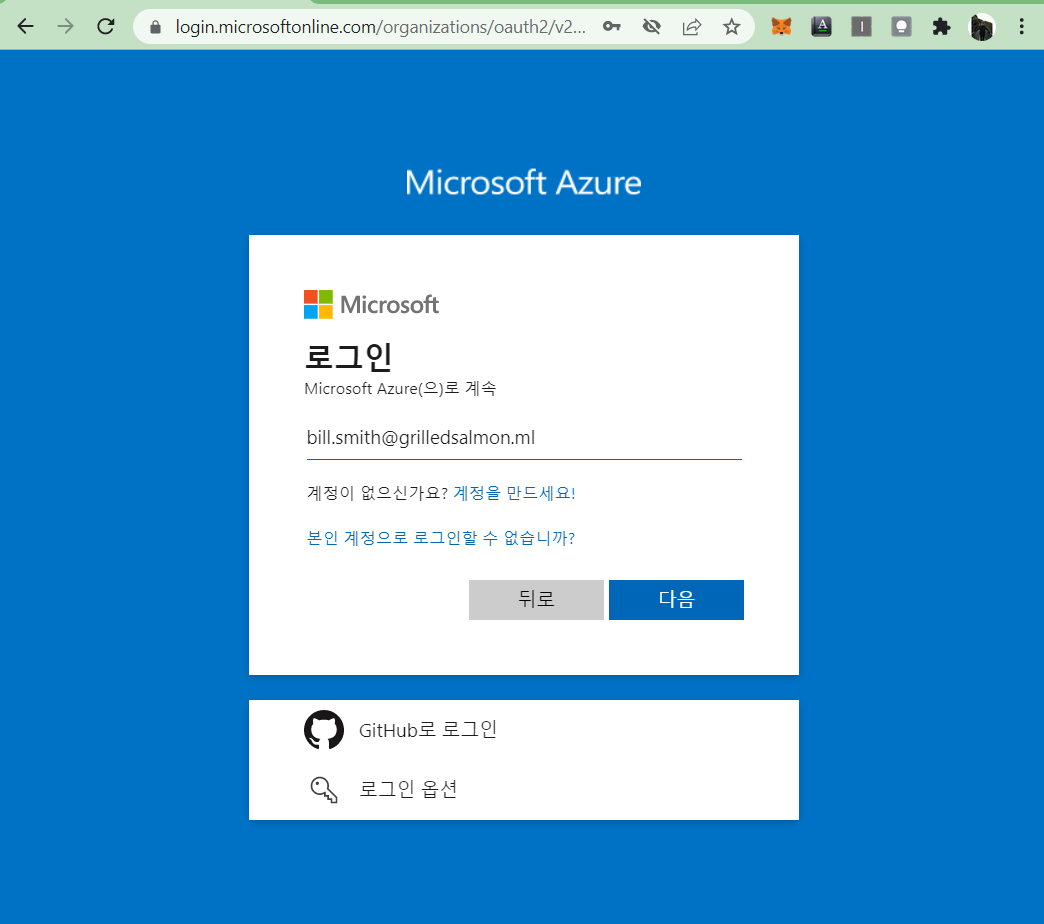 login.microsoftonline.com/organizations/oauth2/v2...
Microsoft Azure
Microsoft
로그인
Microsoft Azure(으)로 계속
bill.smith@grilledsalmon.ml
계정이 없으신가요? 계정을 만드세요!
본인 계정으로 로그인할 수 없습니까?
뒤로 다음
GitHub로 로그인
로그인 옵션